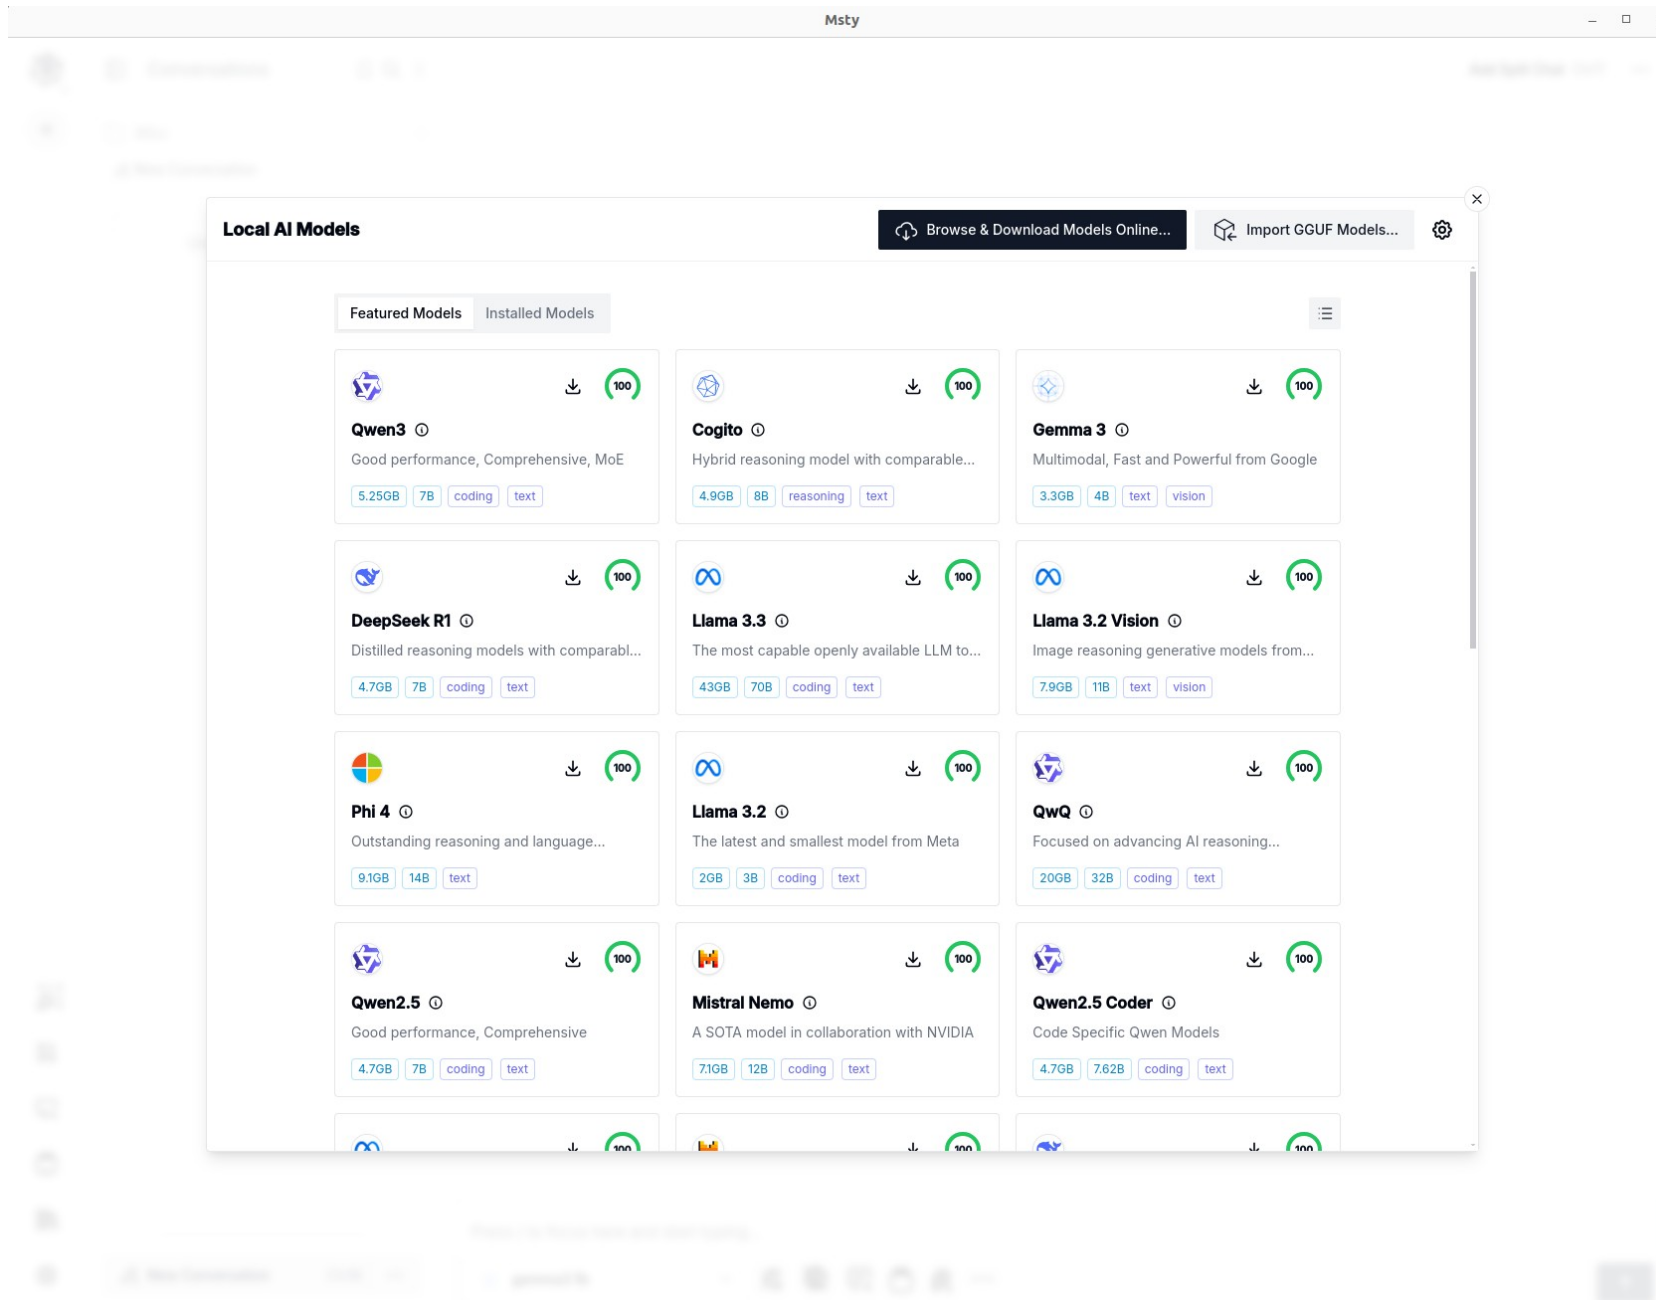 Msty
Conversations
New Conversation
Local AI Models
Browse & Download Models Online...
Import GGUF Models...
Featured Models
Installed Models
100
100
100
Qwen3
Cogito
Gemma 3
Good performance, Comprehensive, MoE
Hybrid reasoning model with comparable...
Multimodal, Fast and Powerful from Google
5.25GB 7B coding text
4.9GB 8B reasoning text
3.3GB 4B text vision
100
100
100
DeepSeek R1
Llama 3.3
Llama 3.2 Vision
Distilled reasoning models with comparabl...
The most capable openly available LLM to...
Image reasoning generative models from...
4.7GB 7B coding text
43GB 70B coding text
7.9GB 11B text vision
100
100
100
Phi 4
Llama 3.2
QwQ
Outstanding reasoning and language...
The latest and smallest model from Meta
Focused on advancing AI reasoning...
9.1GB 14B text
2GB 3B coding text
20GB 32B coding text
100
100
100
Qwen2.5
Mistral Nemo
Qwen2.5 Coder
Good performance, Comprehensive
A SOTA model in collaboration with NVIDIA
Code Specific Qwen Models
4.7GB 7B coding text
7.1GB 12B coding text
4.7GB 7.62B coding text
100
100
100
New Conversation